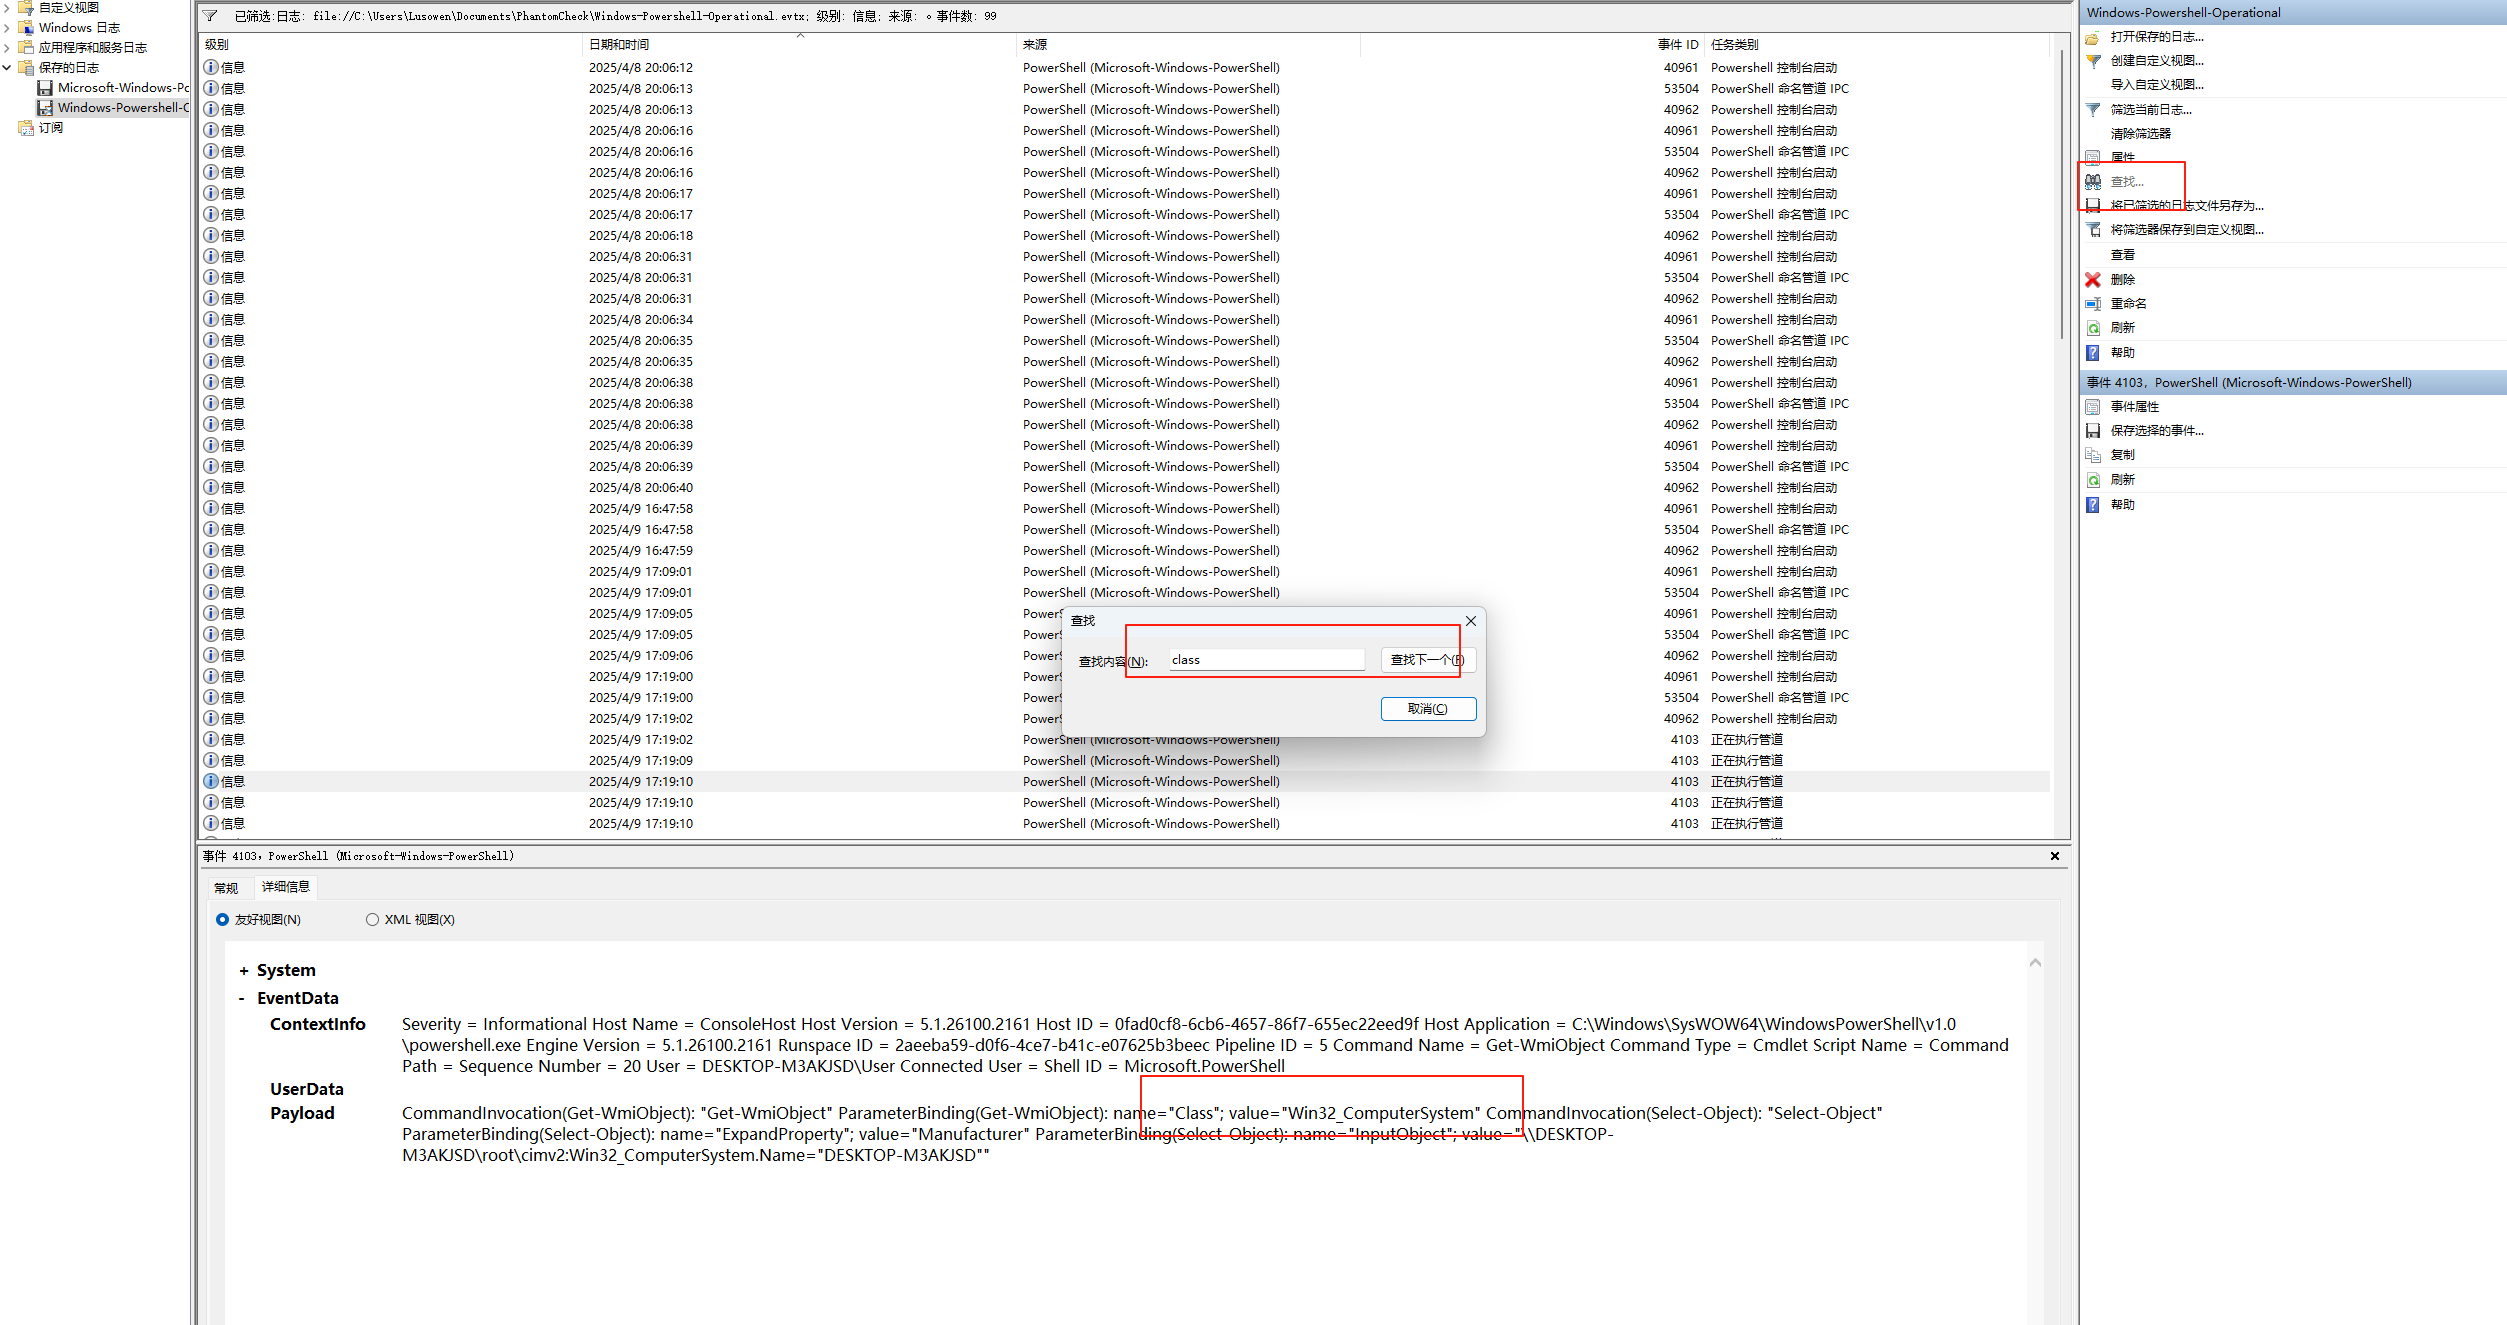 自定义视图
Windows 日志
应用程序和服务日志
保存的日志
Microsoft-Windows-Po
Windows-Powershell-O
订阅
已筛选:日志: file://C:\Users\Lusowen\Documents\PhantomCheck\Windows-Powershell-Operational.evtx; 级别: 信息; 来源: 。事件数: 99
级别 日期和时间 来源 事件 ID 任务类别
信息 2025/4/8 20:06:12 PowerShell (Microsoft-Windows-PowerShell) 40961 Powershell 控制台启动
信息 2025/4/8 20:06:13 PowerShell (Microsoft-Windows-PowerShell) 53504 PowerShell 命名管道 IPC
信息 2025/4/8 20:06:13 PowerShell (Microsoft-Windows-PowerShell) 40962 Powershell 控制台启动
信息 2025/4/8 20:06:16 PowerShell (Microsoft-Windows-PowerShell) 40961 Powershell 控制台启动
信息 2025/4/8 20:06:16 PowerShell (Microsoft-Windows-PowerShell) 53504 PowerShell 命名管道 IPC
信息 2025/4/8 20:06:16 PowerShell (Microsoft-Windows-PowerShell) 40962 Powershell 控制台启动
信息 2025/4/8 20:06:17 PowerShell (Microsoft-Windows-PowerShell) 40961 Powershell 控制台启动
信息 2025/4/8 20:06:17 PowerShell (Microsoft-Windows-PowerShell) 53504 PowerShell 命名管道 IPC
信息 2025/4/8 20:06:18 PowerShell (Microsoft-Windows-PowerShell) 40962 Powershell 控制台启动
信息 2025/4/8 20:06:31 PowerShell (Microsoft-Windows-PowerShell) 40961 Powershell 控制台启动
信息 2025/4/8 20:06:31 PowerShell (Microsoft-Windows-PowerShell) 53504 PowerShell 命名管道 IPC
信息 2025/4/8 20:06:31 PowerShell (Microsoft-Windows-PowerShell) 40962 Powershell 控制台启动
信息 2025/4/8 20:06:34 PowerShell (Microsoft-Windows-PowerShell) 40961 Powershell 控制台启动
信息 2025/4/8 20:06:35 PowerShell (Microsoft-Windows-PowerShell) 53504 PowerShell 命名管道 IPC
信息 2025/4/8 20:06:35 PowerShell (Microsoft-Windows-PowerShell) 40962 Powershell 控制台启动
信息 2025/4/8 20:06:38 PowerShell (Microsoft-Windows-PowerShell) 40961 Powershell 控制台启动
信息 2025/4/8 20:06:38 PowerShell (Microsoft-Windows-PowerShell) 53504 PowerShell 命名管道 IPC
信息 2025/4/8 20:06:38 PowerShell (Microsoft-Windows-PowerShell) 40962 Powershell 控制台启动
信息 2025/4/8 20:06:39 PowerShell (Microsoft-Windows-PowerShell) 40961 Powershell 控制台启动
信息 2025/4/8 20:06:39 PowerShell (Microsoft-Windows-PowerShell) 53504 PowerShell 命名管道 IPC
信息 2025/4/8 20:06:40 PowerShell (Microsoft-Windows-PowerShell) 40962 Powershell 控制台启动
信息 2025/4/9 16:47:58 PowerShell (Microsoft-Windows-PowerShell) 40961 Powershell 控制台启动
信息 2025/4/9 16:47:58 PowerShell (Microsoft-Windows-PowerShell) 53504 PowerShell 命名管道 IPC
信息 2025/4/9 16:47:59 PowerShell (Microsoft-Windows-PowerShell) 40962 Powershell 控制台启动
信息 2025/4/9 17:09:01 PowerShell (Microsoft-Windows-PowerShell) 40961 Powershell 控制台启动
信息 2025/4/9 17:09:01 PowerShell (Microsoft-Windows-PowerShell) 53504 PowerShell 命名管道 IPC
信息 2025/4/9 17:09:05 PowerS 40961 Powershell 控制台启动
信息 2025/4/9 17:09:05 PowerS 53504 PowerShell 命名管道 IPC
信息 2025/4/9 17:09:06 PowerS 40962 Powershell 控制台启动
信息 2025/4/9 17:19:00 PowerS 40961 Powershell 控制台启动
信息 2025/4/9 17:19:00 PowerS 53504 PowerShell 命名管道 IPC
信息 2025/4/9 17:19:02 PowerS 40962 Powershell 控制台启动
信息 2025/4/9 17:19:02 PowerShell (Microsoft-Windows-PowerShell) 4103 正在执行管道
信息 2025/4/9 17:19:09 PowerShell (Microsoft-Windows-PowerShell) 4103 正在执行管道
信息 2025/4/9 17:19:10 PowerShell (Microsoft-Windows-PowerShell) 4103 正在执行管道
信息 2025/4/9 17:19:10 PowerShell (Microsoft-Windows-PowerShell) 4103 正在执行管道
信息 2025/4/9 17:19:10 PowerShell (Microsoft-Windows-PowerShell) 4103 正在执行管道
查找
查找内容(N): class 查找下一个(F)
取消(C)
事件 4103，PowerShell (Microsoft-Windows-PowerShell)
常规 详细信息
友好视图(N) XML 视图(X)
+ System
- EventData
ContextInfo Severity = Informational Host Name = ConsoleHost Host Version = 5.1.26100.2161 Host ID = 0fad0cf8-6cb6-4657-86f7-655ec22eed9f Host Application = C:\Windows\SysWOW64\WindowsPowerShell\v1.0
\powershell.exe Engine Version = 5.1.26100.2161 Runspace ID = 2aeeba59-d0f6-4ce7-b41c-e07625b3beec Pipeline ID = 5 Command Name = Get-WmiObject Command Type = Cmdlet Script Name = Command
Path = Sequence Number = 20 User = DESKTOP-M3AKJSD\User Connected User = Shell ID = Microsoft.PowerShell
UserData
Payload CommandInvocation(Get-WmiObject): "Get-WmiObject" ParameterBinding(Get-WmiObject): name="Class"; value="Win32_ComputerSystem" CommandInvocation(Select-Object): "Select-Object"
ParameterBinding(Select-Object): name="ExpandProperty"; value="Manufacturer" ParameterBinding(Select-Object): name="InputObject"; value="\\DESKTOP-
M3AKJSD\root\cimv2:Win32_ComputerSystem.Name="DESKTOP-M3AKJSD""
Windows-Powershell-Operational
打开保存的日志...
创建自定义视图...
导入自定义视图...
筛选当前日志...
清除筛选器
属性
查找...
将已筛选的日志文件另存为...
将筛选器保存到自定义视图...
查看
删除
重命名
刷新
帮助
事件 4103，PowerShell (Microsoft-Windows-PowerShell)
事件属性
保存选择的事件...
复制
刷新
帮助